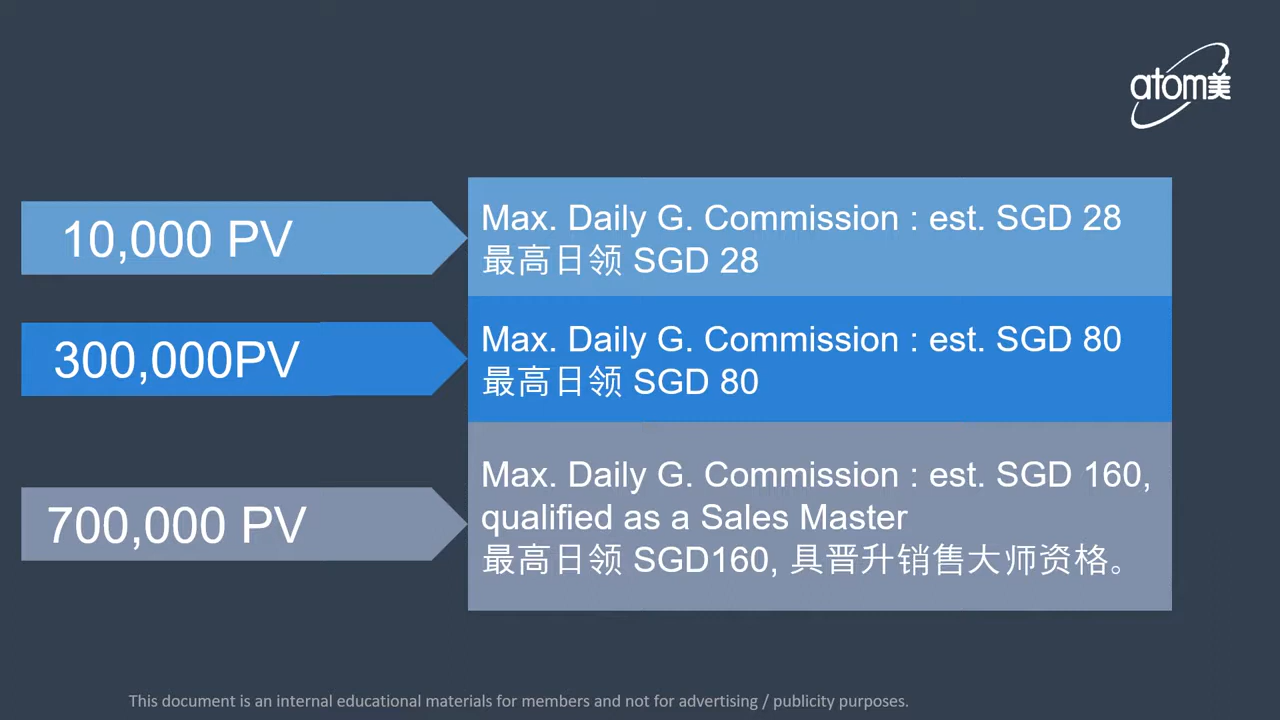 atom美
10,000 PV
Max. Daily G. Commission : est. SGD 28
最高日领 SGD 28
300,000PV
Max. Daily G. Commission : est. SGD 80
最高日领 SGD 80
700,000 PV
Max. Daily G. Commission : est. SGD 160,
qualified as a Sales Master
最高日领 SGD160, 具晋升销售大师资格。
This document is an internal educational materials for members and not for advertising / publicity purposes.